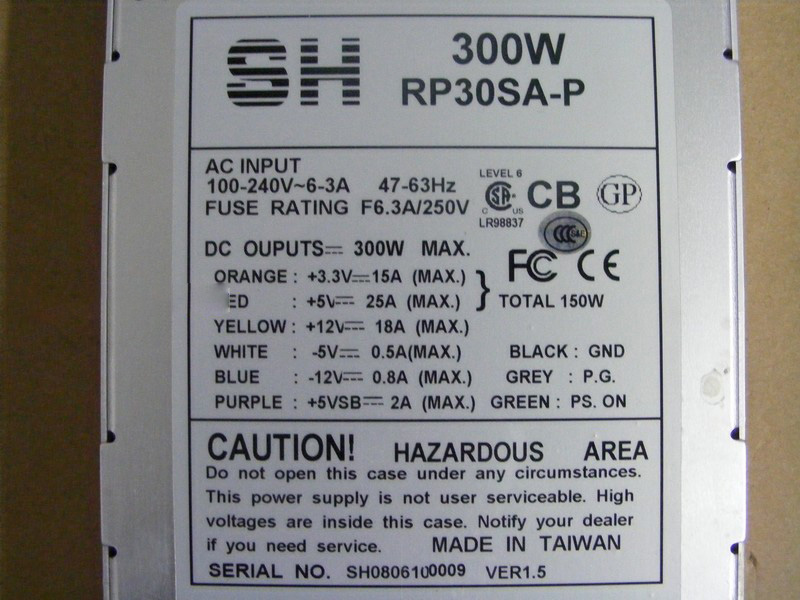 SH
300W
RP30SA-P
AC INPUT
100-240V~6-3A 47-63Hz
FUSE RATING F6.3A/250V
LEVEL 6
SA
C US
LR98837
CB
GP
CCC
FC CE
DC OUPUTS⎓ 300W MAX.
ORANGE : +3.3V⎓15A (MAX.)
ED : +5V⎓ 25A (MAX.)
} TOTAL 150W
YELLOW : +12V⎓ 18A (MAX.)
WHITE : -5V⎓ 0.5A(MAX.) BLACK : GND
BLUE : -12V⎓ 0.8A (MAX.) GREY : P.G.
PURPLE : +5VSB⎓ 2A (MAX.) GREEN : PS. ON
CAUTION! HAZARDOUS AREA
Do not open this case under any circumstances.
This power supply is not user serviceable. High
voltages are inside this case. Notify your dealer
if you need service. MADE IN TAIWAN
SERIAL NO. SH0806100009 VER1.5